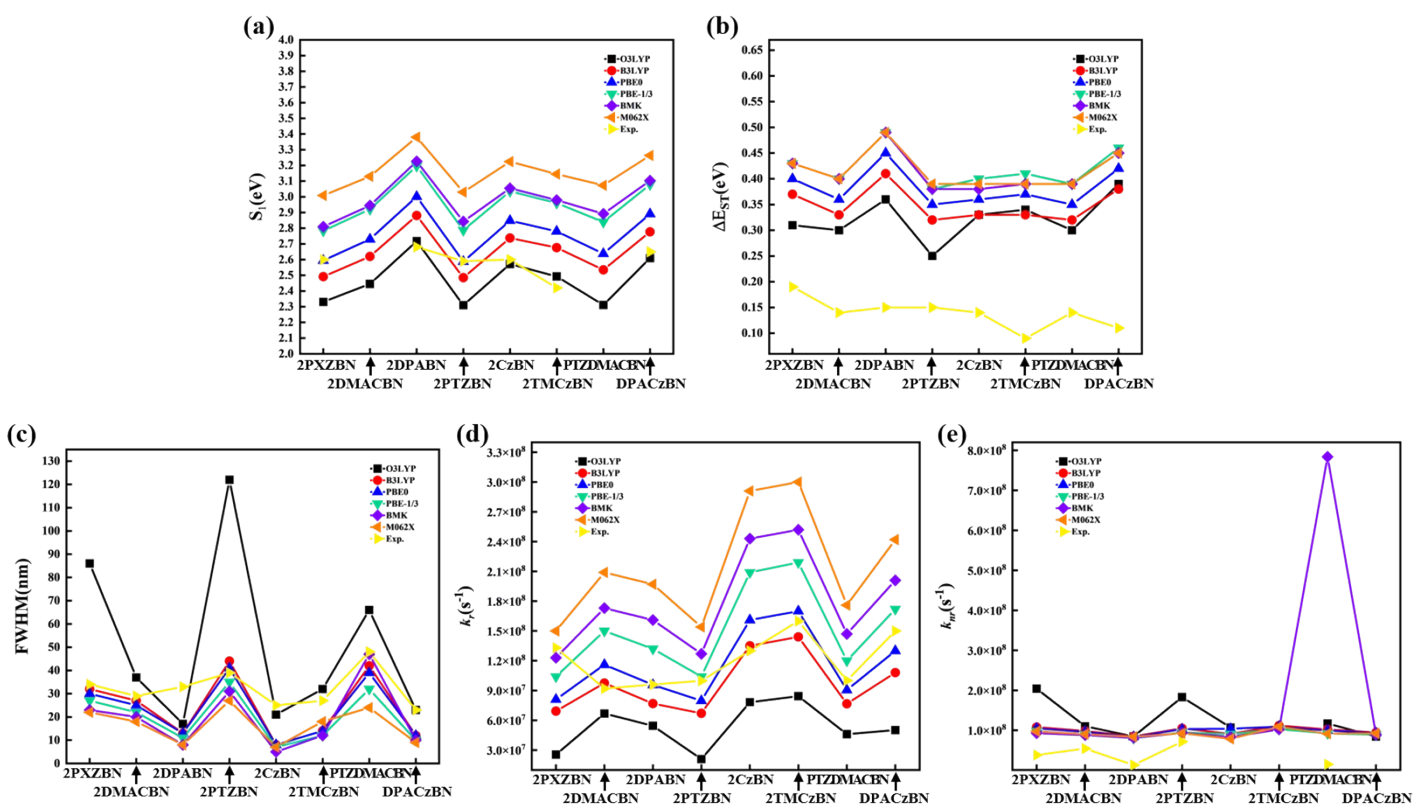 (a)
S₁(eV)
4.0
3.9
3.8
3.7
3.6
3.5
3.4
3.3
3.2
3.1
3.0
2.9
2.8
2.7
2.6
2.5
2.4
2.3
2.2
2.1
2.0
O3LYP
B3LYP
PBE0
PBE-1/3
BMK
M062X
Exp.
2PXZBN 2DPABN 2CzBN PTZDMACBN
2DMACBN 2PTZBN 2TMCzBN DPACzBN
(b)
ΔE_ST(eV)
0.65
0.60
0.55
0.50
0.45
0.40
0.35
0.30
0.25
0.20
0.15
0.10
O3LYP
B3LYP
PBE0
PBE-1/3
BMK
M062X
Exp.
2PXZBN 2DPABN 2CzBN PTZDMACBN
2DMACBN 2PTZBN 2TMCzBN DPACzBN
(c)
FWHM(nm)
130
120
110
100
90
80
70
60
50
40
30
20
10
0
O3LYP
B3LYP
PBE0
PBE-1/3
BMK
M062X
Exp.
2PXZBN 2DPABN 2CzBN PTZDMACBN
2DMACBN 2PTZBN 2TMCzBN DPACzBN
(d)
k_r(s⁻¹)
3.3×10⁸
3.0×10⁸
2.7×10⁸
2.4×10⁸
2.1×10⁸
1.8×10⁸
1.5×10⁸
1.2×10⁸
9.0×10⁷
6.0×10⁷
3.0×10⁷
O3LYP
B3LYP
PBE0
PBE-1/3
BMK
M062X
Exp.
2PXZBN 2DPABN 2CzBN PTZDMACBN
2DMACBN 2PTZBN 2TMCzBN DPACzBN
(e)
k_nr(s⁻¹)
8.0×10⁸
7.0×10⁸
6.0×10⁸
5.0×10⁸
4.0×10⁸
3.0×10⁸
2.0×10⁸
1.0×10⁸
O3LYP
B3LYP
PBE0
PBE-1/3
BMK
M062X
Exp.
2PXZBN 2DPABN 2CzBN PTZDMACBN
2DMACBN 2PTZBN 2TMCzBN DPACzBN